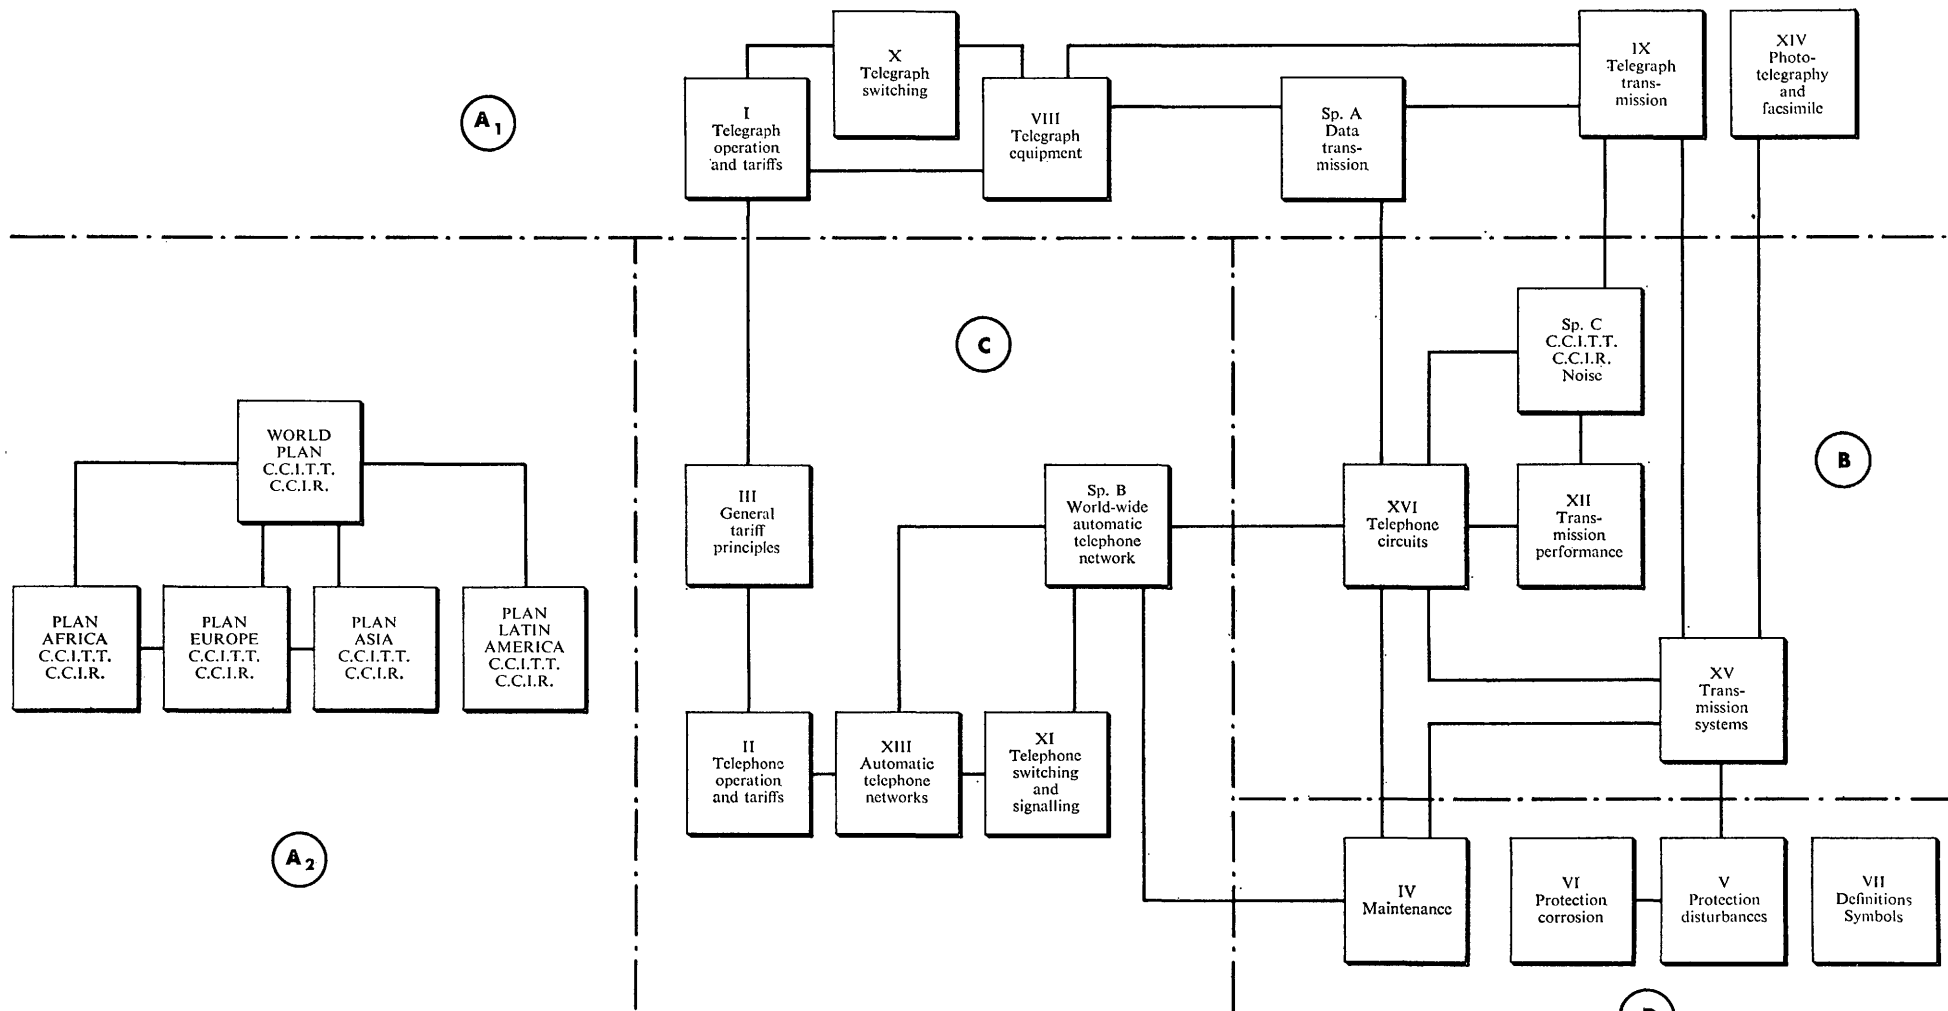 X
Telegraph
switching
IX
Telegraph
trans-
mission
XIV
Photo-
telegraphy
and
facsimile
A1
I
Telegraph
operation
and tariffs
VIII
Telegraph
equipment
Sp. A
Data
trans-
mission
C
Sp. C
C.C.I.T.T.
C.C.I.R.
Noise
WORLD
PLAN
C.C.I.T.T.
C.C.I.R.
B
III
General
tariff
principles
Sp. B
World-wide
automatic
telephone
network
XVI
Telephone
circuits
XII
Trans-
mission
performance
PLAN
AFRICA
C.C.I.T.T.
C.C.I.R.
PLAN
EUROPE
C.C.I.T.T.
C.C.I.R.
PLAN
ASIA
C.C.I.T.T.
C.C.I.R.
PLAN
LATIN
AMERICA
C.C.I.T.T.
C.C.I.R.
XV
Trans-
mission
systems
II
Telephone
operation
and tariffs
XIII
Automatic
telephone
networks
XI
Telephone
switching
and
signalling
A2
IV
Maintenance
VI
Protection
corrosion
V
Protection
disturbances
VII
Definitions
Symbols